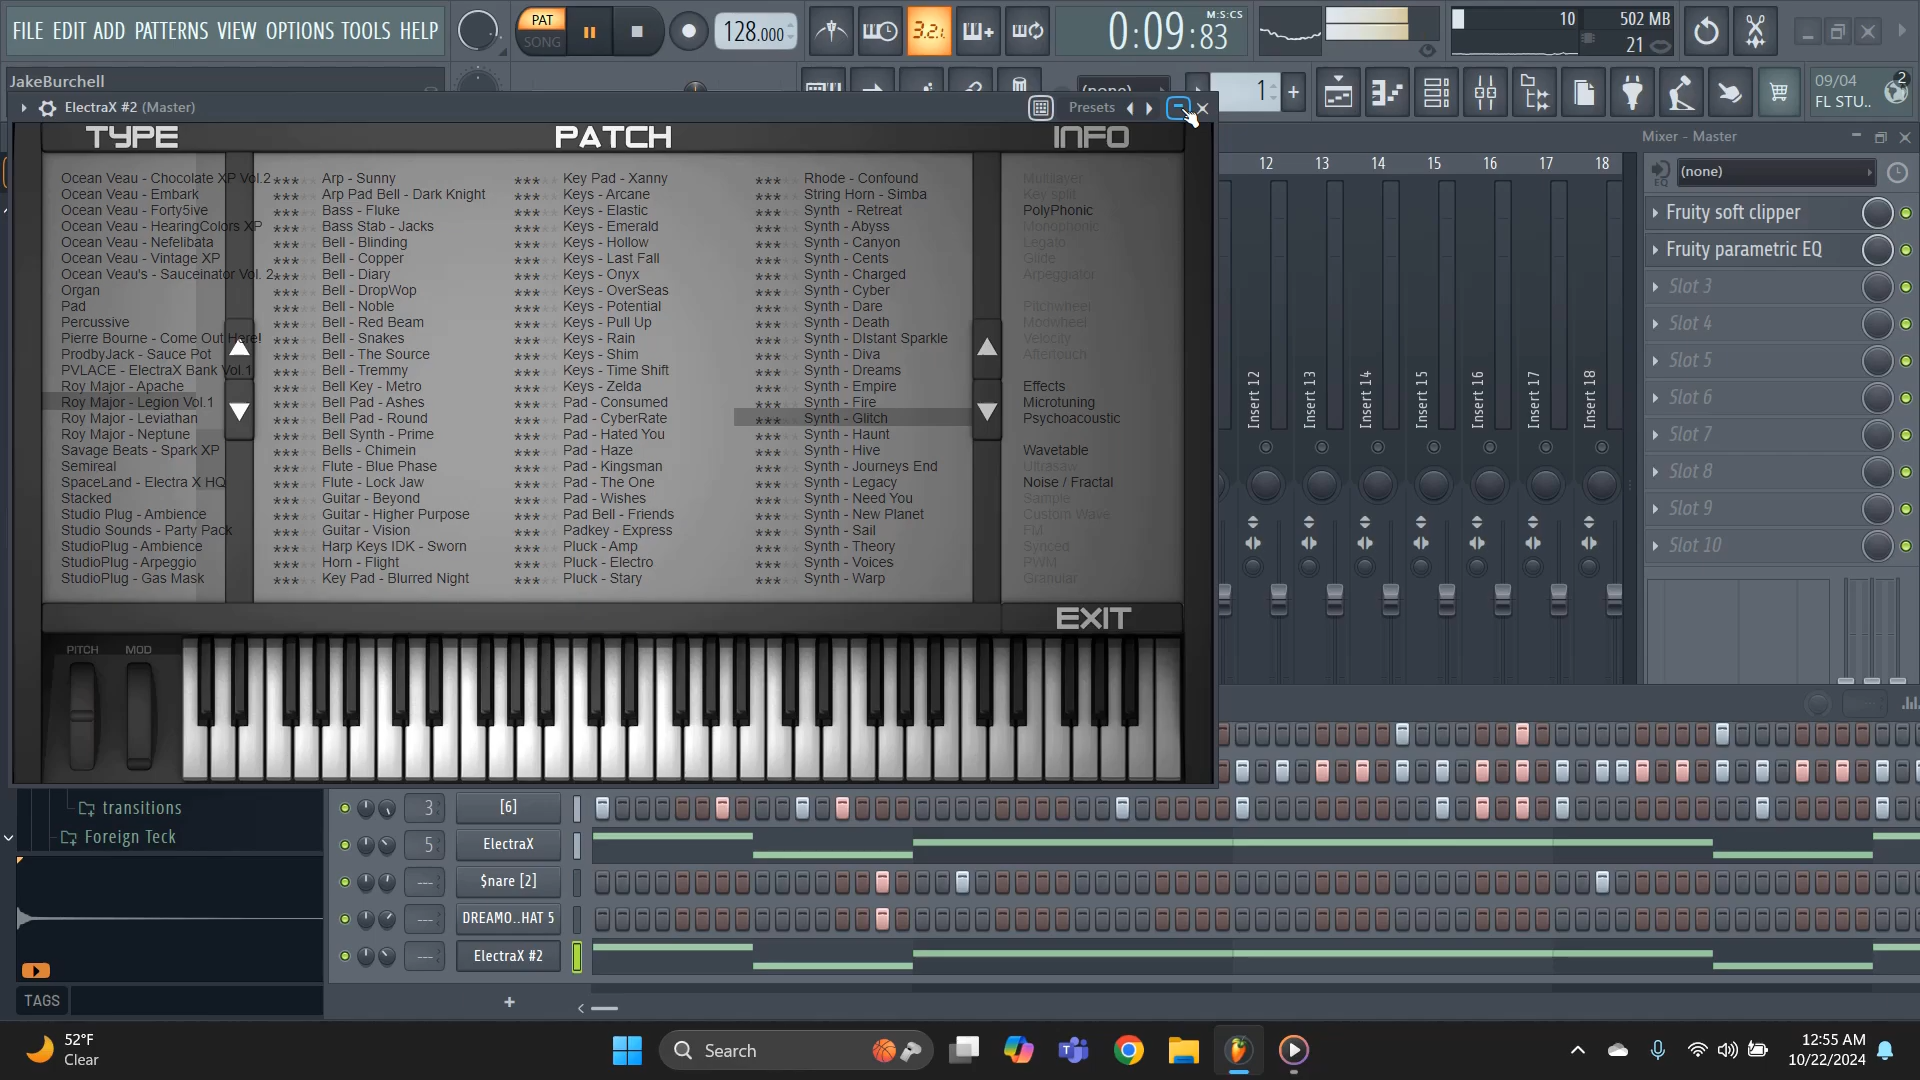 FILE EDIT ADD PATTERNS VIEW OPTIONS TOOLS HELP
PAT
SONG
128.000
3.2.1.
0:09:83
M:S:CS
10
502 MB
21
JakeBurchell
(none)
1
09/04
FL STU..
2
ElectraX #2 (Master)
Presets
Mixer - Master
TYPE
PATCH
INFO
Ocean Veau - Chocolate XP Vol.2
Ocean Veau - Embark
Ocean Veau - Forty5ive
Ocean Veau - HearingColors XP
Ocean Veau - Nefelibata
Ocean Veau - Vintage XP
Ocean Veau's - Sauceinator Vol. 2
Organ
Pad
Percussive
Pierre Bourne - Come Out Here!
ProdbyJack - Sauce Pot
PVLACE - ElectraX Bank Vol.1
Roy Major - Apache
Roy Major - Legion Vol.1
Roy Major - Leviathan
Roy Major - Neptune
Savage Beats - Spark XP
Semireal
SpaceLand - Electra X HQ
Stacked
Studio Plug - Ambience
Studio Sounds - Party Pack
StudioPlug - Ambience
StudioPlug - Arpeggio
StudioPlug - Gas Mask
Arp - Sunny
Arp Pad Bell - Dark Knight
Bass - Fluke
Bass Stab - Jacks
Bell - Blinding
Bell - Copper
Bell - Diary
Bell - DropWop
Bell - Noble
Bell - Red Beam
Bell - Snakes
Bell - The Source
Bell - Tremmy
Bell Key - Metro
Bell Pad - Ashes
Bell Pad - Round
Bell Synth - Prime
Bells - Chimein
Flute - Blue Phase
Flute - Lock Jaw
Guitar - Beyond
Guitar - Higher Purpose
Guitar - Vision
Harp Keys IDK - Sworn
Horn - Flight
Key Pad - Blurred Night
Key Pad - Xanny
Keys - Arcane
Keys - Elastic
Keys - Emerald
Keys - Hollow
Keys - Last Fall
Keys - Onyx
Keys - OverSeas
Keys - Potential
Keys - Pull Up
Keys - Rain
Keys - Shim
Keys - Time Shift
Keys - Zelda
Pad - Consumed
Pad - CyberRate
Pad - Hated You
Pad - Haze
Pad - Kingsman
Pad - The One
Pad - Wishes
Pad Bell - Friends
Padkey - Express
Pluck - Amp
Pluck - Electro
Pluck - Stary
Rhode - Confound
String Horn - Simba
Synth  - Retreat
Synth - Abyss
Synth - Canyon
Synth - Cents
Synth - Charged
Synth - Cyber
Synth - Dare
Synth - Death
Synth - DIstant Sparkle
Synth - Diva
Synth - Dreams
Synth - Empire
Synth - Fire
Synth - Glitch
Synth - Haunt
Synth - Hive
Synth - Journeys End
Synth - Legacy
Synth - Need You
Synth - New Planet
Synth - Sail
Synth - Theory
Synth - Voices
Synth - Warp
Multilayer
Key split
PolyPhonic
Monophonic
Legato
Glide
Arpeggiator
Pitchwheel
Modwheel
Velocity
Aftertouch
Effects
Microtuning
Psychoacoustic
Wavetable
Ultrasaw
Noise / Fractal
Sample
Custom Wave
FM
Synced
PWM
Granular
EXIT
PITCH
MOD
12 13 14 15 16 17 18
Insert 12
Insert 13
Insert 14
Insert 15
Insert 16
Insert 17
Insert 18
EQ
(none)
Fruity soft clipper
Fruity parametric EQ
Slot 3
Slot 4
Slot 5
Slot 6
Slot 7
Slot 8
Slot 9
Slot 10
transitions
Foreign Teck
TAGS
3 [6]
5 ElectraX
--- $nare [2]
--- DREAMO..HAT 5
--- ElectraX #2
+
52°F
Clear
Search
12:55 AM
10/22/2024